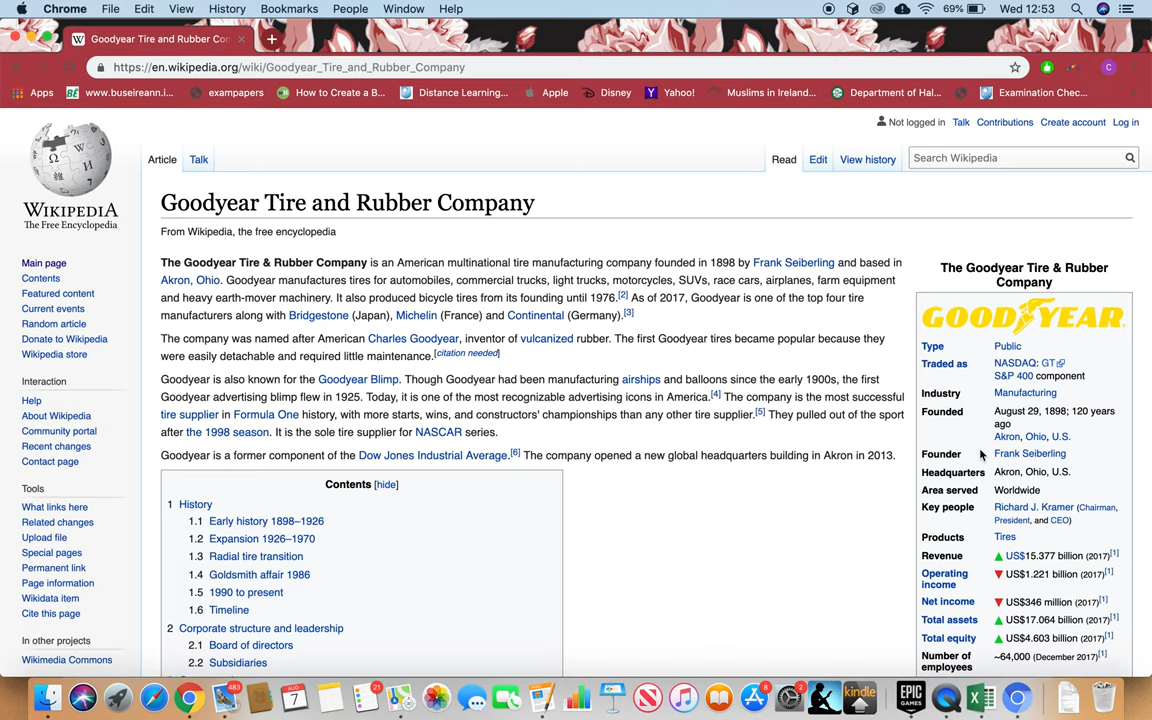 Chrome File Edit View History Bookmarks People Window Help 69% Wed 12:53
Goodyear Tire and Rubber Con
https://en.wikipedia.org/wiki/Goodyear_Tire_and_Rubber_Company
Apps www.buseireann.i... exampapers How to Create a B... Distance Learning... Apple Disney Yahoo! Muslims in Ireland... Department of Hal... Examination Chec...
Not logged in Talk Contributions Create account Log in
Article Talk Read Edit View history Search Wikipedia
WIKIPEDIA
The Free Encyclopedia
Main page
Contents
Featured content
Current events
Random article
Donate to Wikipedia
Wikipedia store
Interaction
Help
About Wikipedia
Community portal
Recent changes
Contact page
Tools
What links here
Related changes
Upload file
Special pages
Permanent link
Page information
Wikidata item
Cite this page
In other projects
Wikimedia Commons
Goodyear Tire and Rubber Company
From Wikipedia, the free encyclopedia
The Goodyear Tire & Rubber Company is an American multinational tire manufacturing company founded in 1898 by Frank Seiberling and based in
Akron, Ohio. Goodyear manufactures tires for automobiles, commercial trucks, light trucks, motorcycles, SUVs, race cars, airplanes, farm equipment
and heavy earth-mover machinery. It also produced bicycle tires from its founding until 1976.[2] As of 2017, Goodyear is one of the top four tire
manufacturers along with Bridgestone (Japan), Michelin (France) and Continental (Germany).[3]
The company was named after American Charles Goodyear, inventor of vulcanized rubber. The first Goodyear tires became popular because they
were easily detachable and required little maintenance.[citation needed]
Goodyear is also known for the Goodyear Blimp. Though Goodyear had been manufacturing airships and balloons since the early 1900s, the first
Goodyear advertising blimp flew in 1925. Today, it is one of the most recognizable advertising icons in America.[4] The company is the most successful
tire supplier in Formula One history, with more starts, wins, and constructors' championships than any other tire supplier.[5] They pulled out of the sport
after the 1998 season. It is the sole tire supplier for NASCAR series.
Goodyear is a former component of the Dow Jones Industrial Average.[6] The company opened a new global headquarters building in Akron in 2013.
Contents [hide]
1 History
1.1 Early history 1898–1926
1.2 Expansion 1926–1970
1.3 Radial tire transition
1.4 Goldsmith affair 1986
1.5 1990 to present
1.6 Timeline
2 Corporate structure and leadership
2.1 Board of directors
2.2 Subsidiaries
The Goodyear Tire & Rubber
Company
GOODYEAR
Type Public
Traded as NASDAQ: GT
S&P 400 component
Industry Manufacturing
Founded August 29, 1898; 120 years
ago
Akron, Ohio, U.S.
Founder Frank Seiberling
Headquarters Akron, Ohio, U.S.
Area served Worldwide
Key people Richard J. Kramer (Chairman,
President, and CEO)
Products Tires
Revenue ▲ US$15.377 billion (2017)[1]
Operating ▼ US$1.221 billion (2017)[1]
income
Net income ▼ US$346 million (2017)[1]
Total assets ▲ US$17.064 billion (2017)[1]
Total equity ▲ US$4.603 billion (2017)[1]
Number of ~64,000 (December 2017)[1]
employees
483 AUG 7 21 8 2 kindle EPIC GAMES